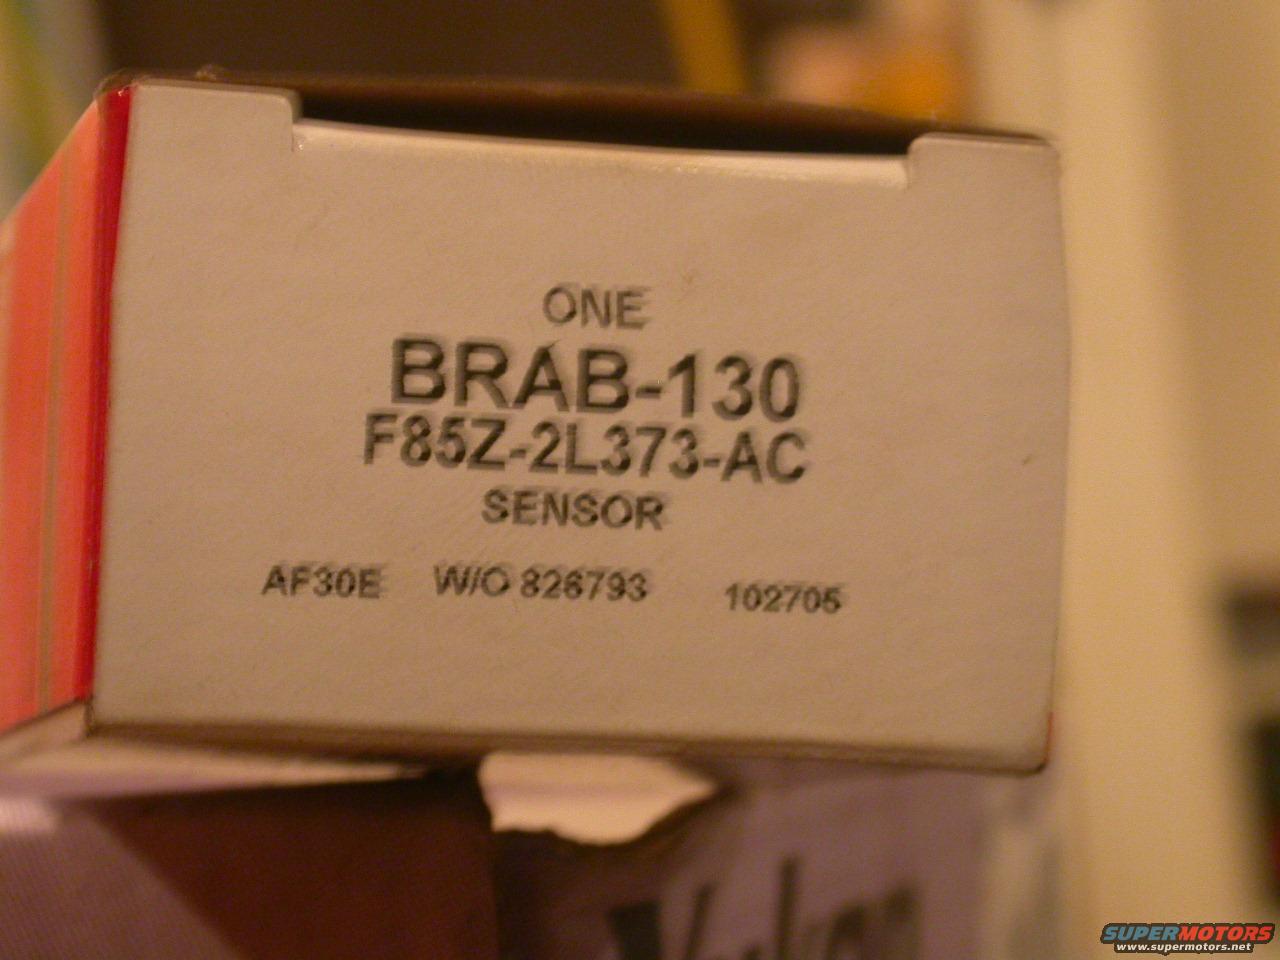 ONE
BRAB-130
F85Z-2L373-AC
SENSOR
AF30E W/O 826793 102705
SUPERMOTORS
www.supermotors.net